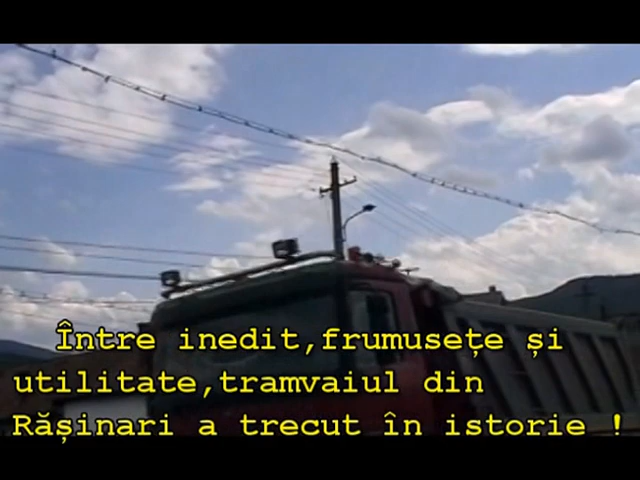 Între inedit,frumusețe și
utilitate,tramvaiul din
Rășinari a trecut în istorie !